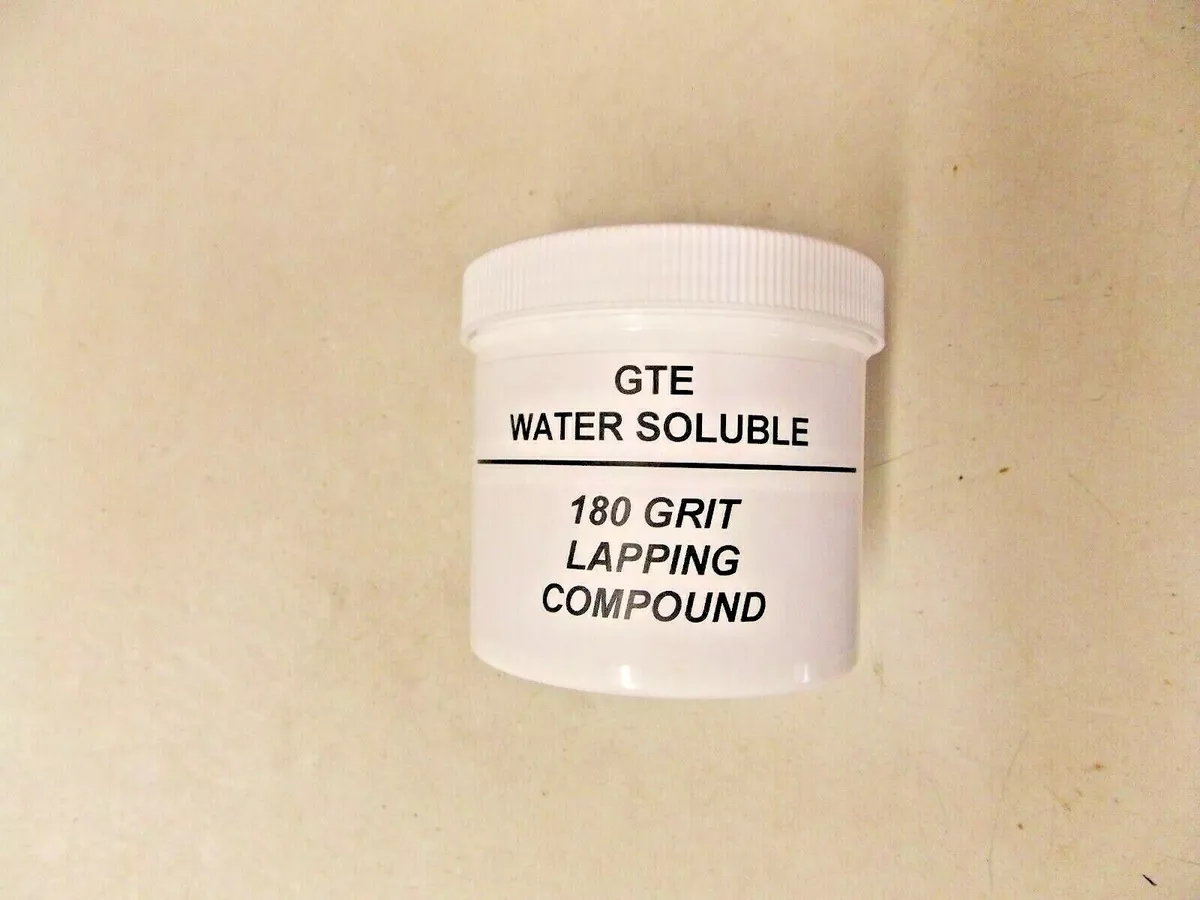 GTE
WATER SOLUBLE
180 GRIT
LAPPING
COMPOUND